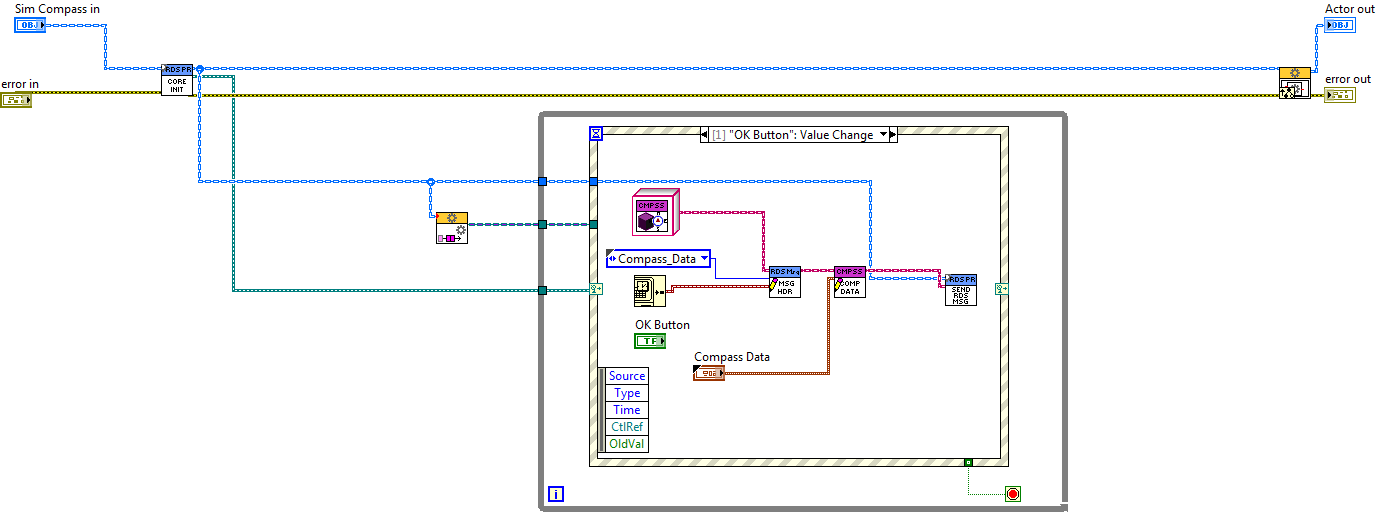 Sim Compass in
OBJ
Actor out
OBJ
RDS PR
CORE
INIT
error in
error out
[1] "OK Button": Value Change
CMPSS
Compass_Data
RDS Msg
MSG
HDR
CMPSS
COMP
DATA
RDS PR
SEND
RDS
MSG
OK Button
TF
Compass Data
Source
Type
Time
CtlRef
OldVal
i